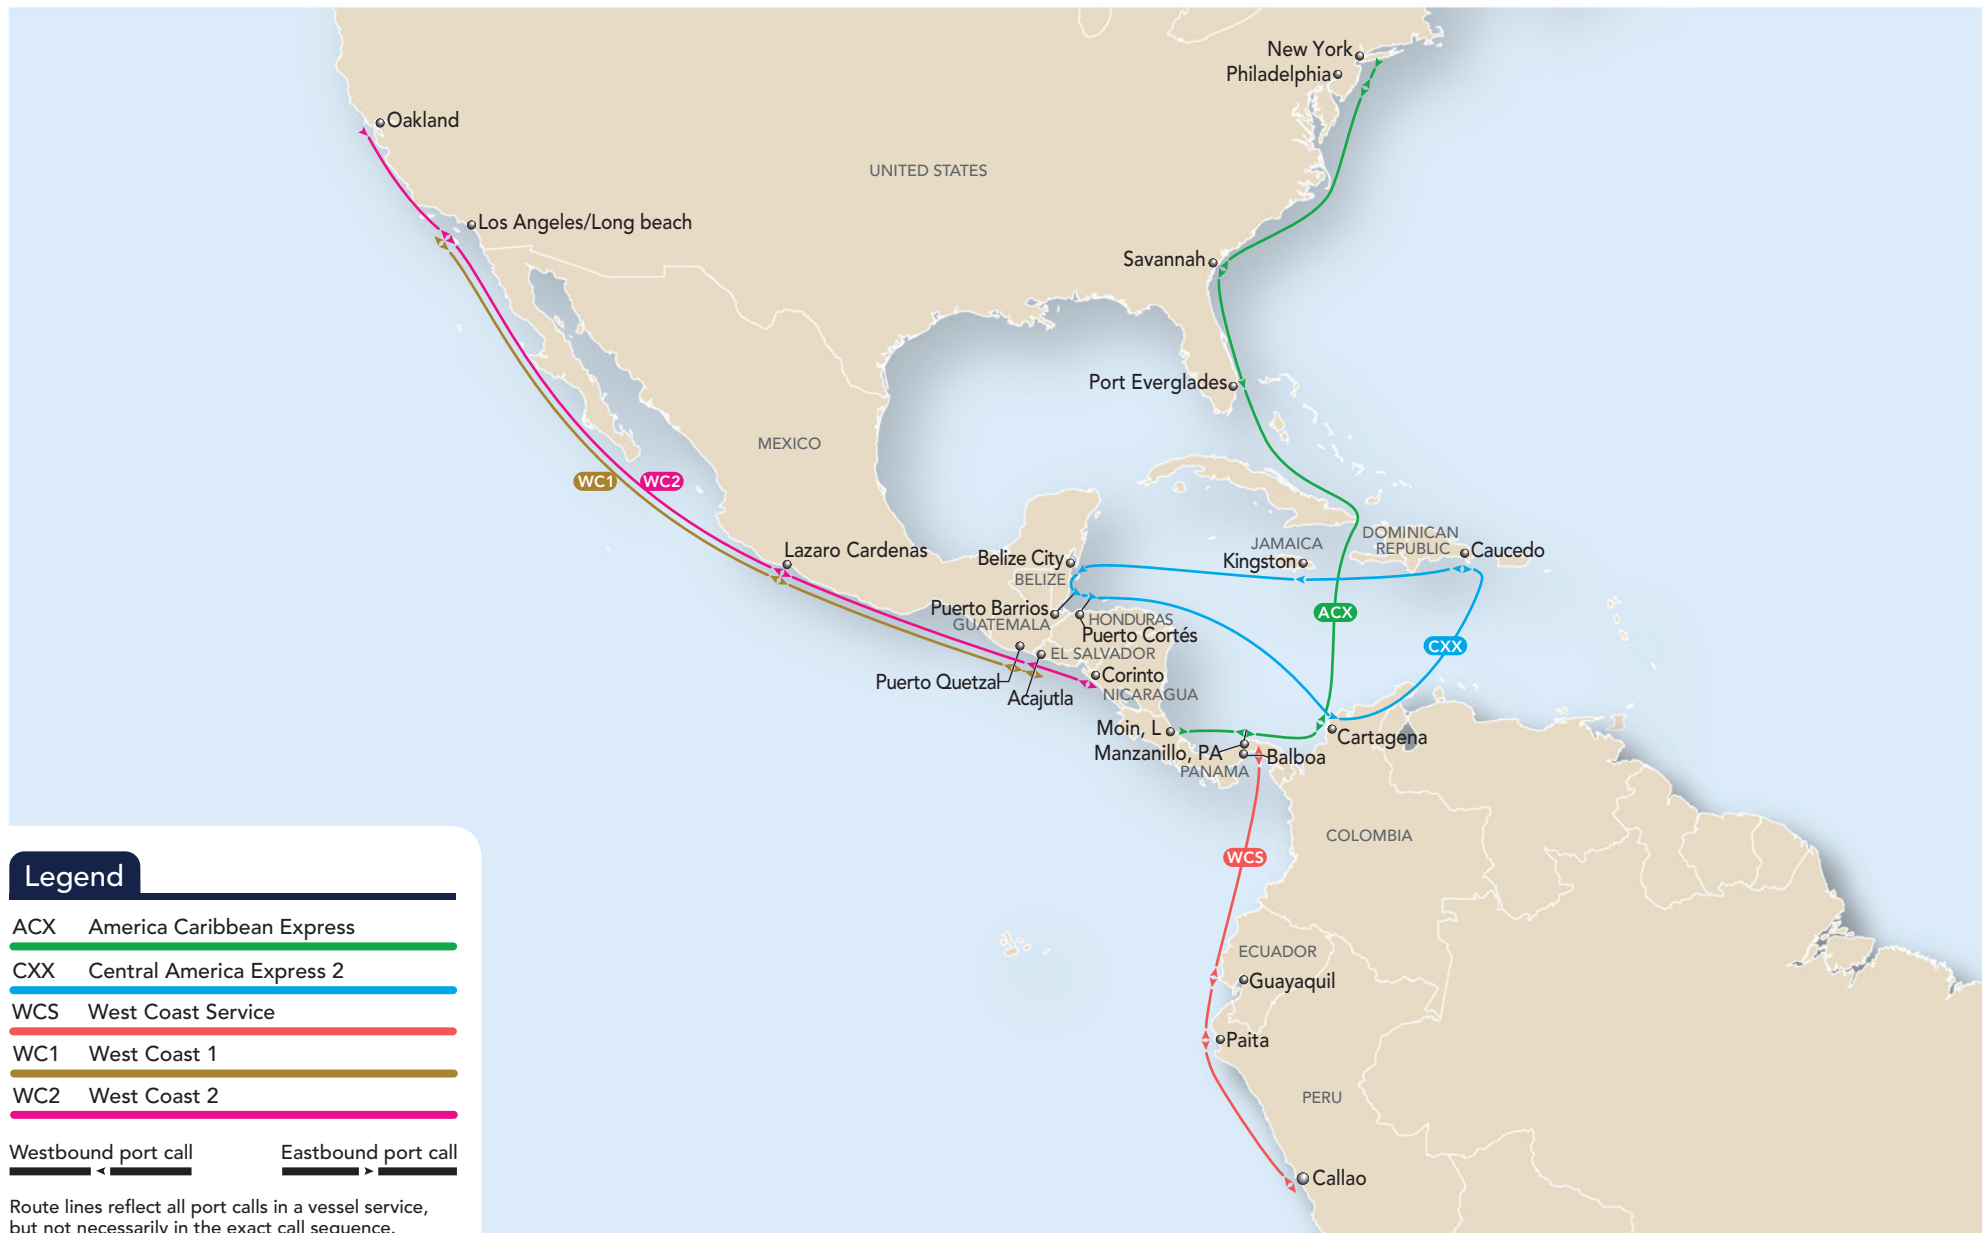 New York
Philadelphia
Oakland
UNITED STATES
Los Angeles/Long beach
Savannah
Port Everglades
MEXICO
WC1
WC2
Lazaro Cardenas
Belize City
BELIZE
JAMAICA
Kingston
DOMINICAN
REPUBLIC
Caucedo
Puerto Barrios
GUATEMALA
HONDURAS
Puerto Cortés
ACX
CXX
EL SALVADOR
Puerto Quetzal
Acajutla
Corinto
NICARAGUA
Moin, L
Manzanillo, PA
PANAMA
Balboa
Cartagena
COLOMBIA
WCS
ECUADOR
Guayaquil
Paita
PERU
Callao
Legend
ACX America Caribbean Express
CXX Central America Express 2
WCS West Coast Service
WC1 West Coast 1
WC2 West Coast 2
Westbound port call Eastbound port call
Route lines reflect all port calls in a vessel service,
but not necessarily in the exact call sequence.